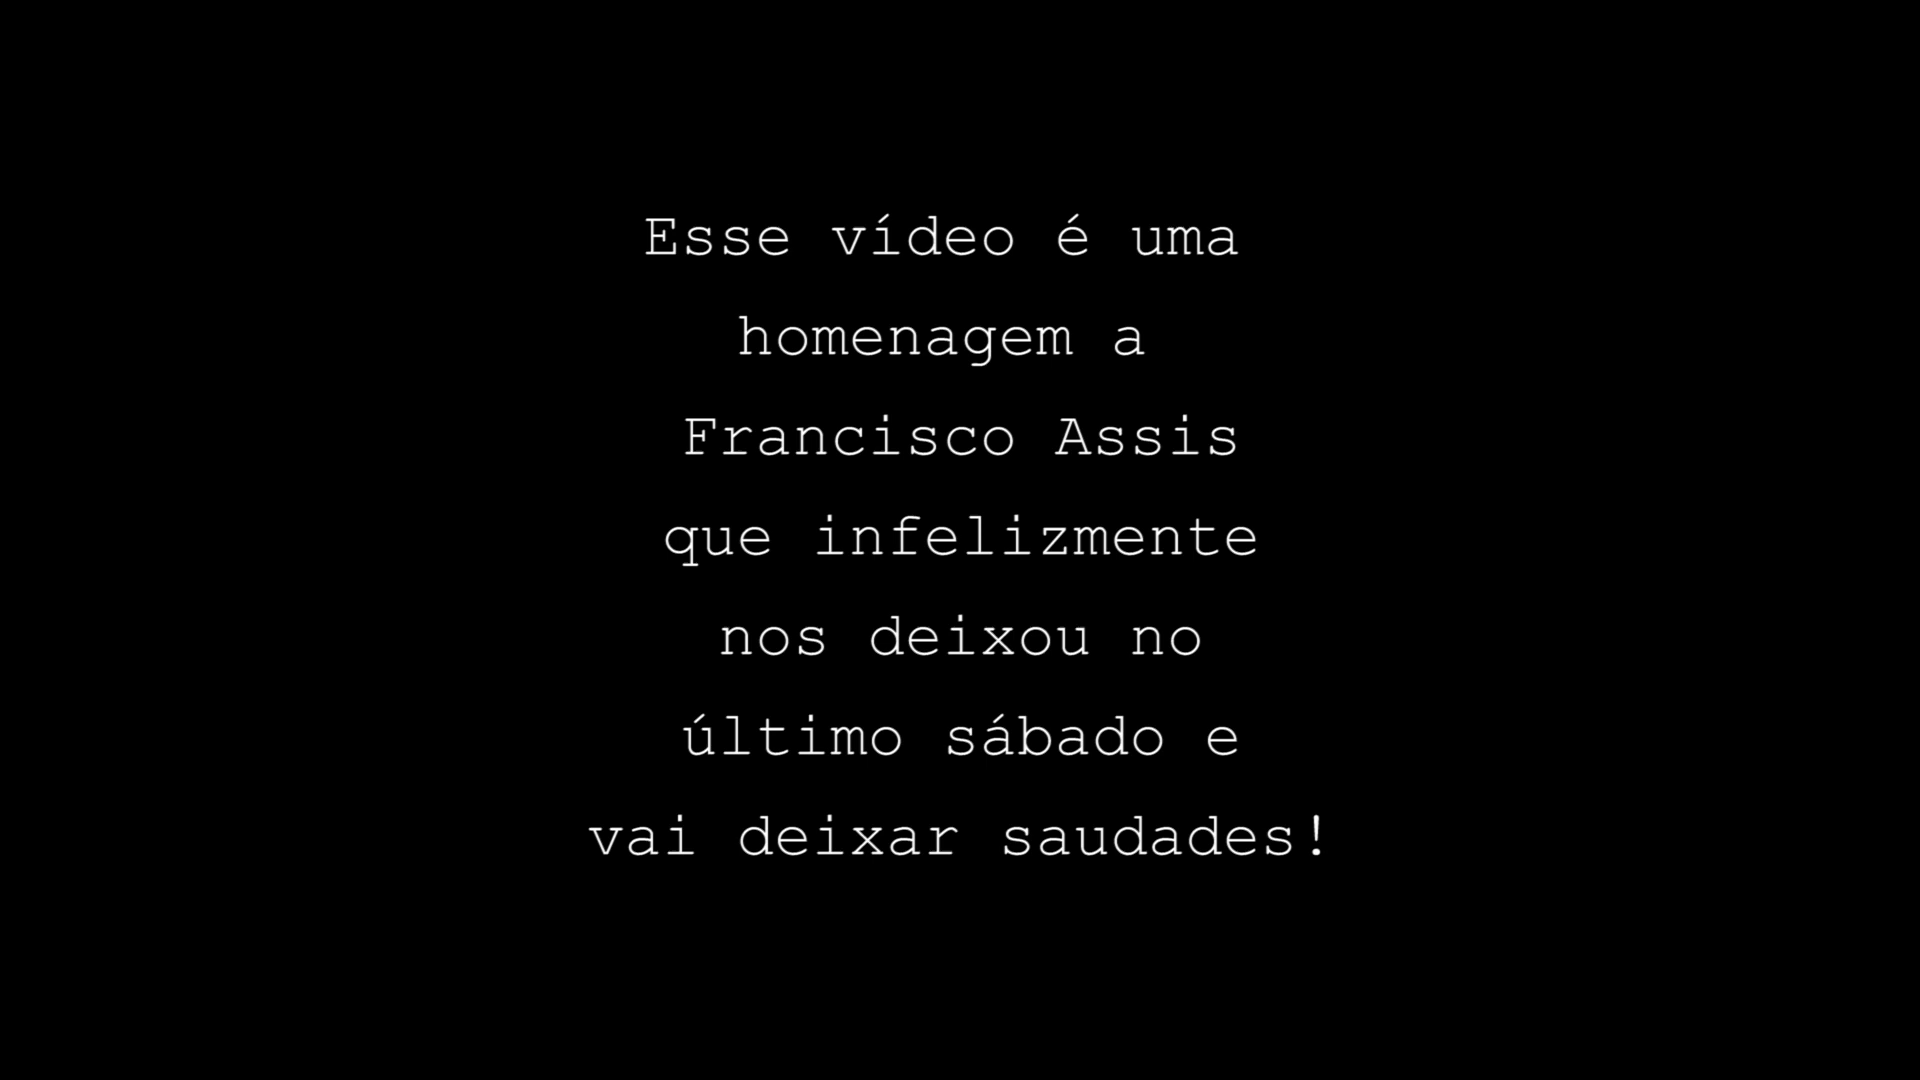 Esse vídeo é uma
homenagem a
Francisco Assis
que infelizmente
nos deixou no
último sábado e
vai deixar saudades!